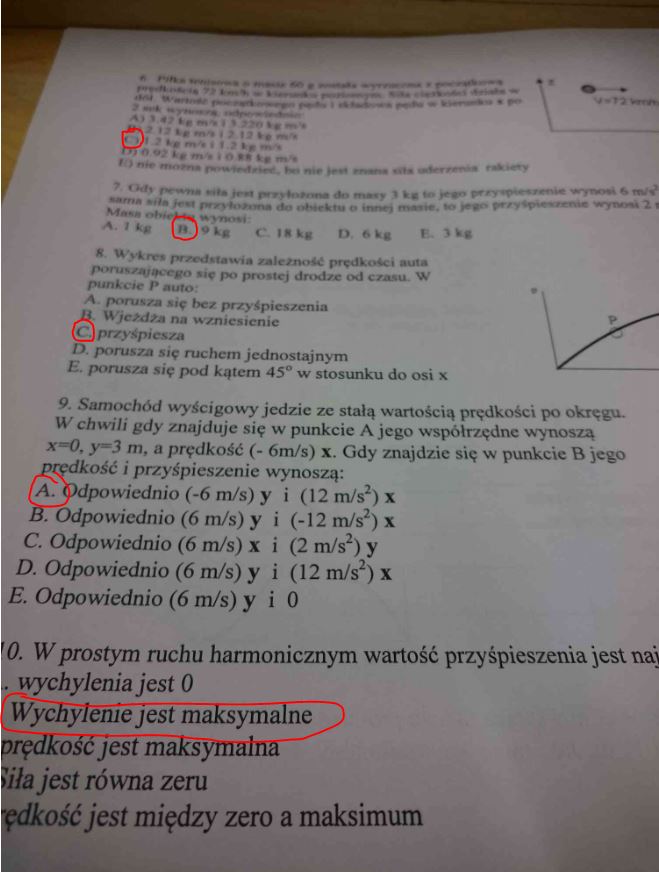 6. Piłka tenisowa o masie 60 g została wyrzucona z początkową
prędkością 72 km/h w kierunku poziomym. Siła ciężkości działa w
dół. Wartość początkowego pędu i składowa pędu w kierunku x po
2 sek wynoszą, odpowiednio:
A) 3.42 kg m/s i 3.220 kg m/s
B) 2.12 kg m/s i 2.12 kg m/s
C) 1.2 kg m/s i 1.2 kg m/s
D) 0.92 kg m/s i 0.88 kg m/s
E) nie można powiedzieć, bo nie jest znana siła uderzenia rakiety
z
V=72 km/h
7. Gdy pewna siła jest przyłożona do masy 3 kg to jego przyspieszenie wynosi 6 m/s²
sama siła jest przyłożona do obiektu o innej masie, to jego przyśpieszenie wynosi 2
Masa obiektu wynosi:
A. 1 kg B. 9 kg C. 18 kg D. 6 kg E. 3 kg
8. Wykres przedstawia zależność prędkości auta
poruszającego się po prostej drodze od czasu. W
punkcie P auto:
A. porusza się bez przyśpieszenia
B. Wjeżdża na wzniesienie
C. przyśpiesza
D. porusza się ruchem jednostajnym
E. porusza się pod kątem 45° w stosunku do osi x
P
9. Samochód wyścigowy jedzie ze stałą wartością prędkości po okręgu.
W chwili gdy znajduje się w punkcie A jego współrzędne wynoszą
x=0, y=3 m, a prędkość (- 6m/s) x. Gdy znajdzie się w punkcie B jego
prędkość i przyśpieszenie wynoszą:
A. Odpowiednio (-6 m/s) y i (12 m/s²) x
B. Odpowiednio (6 m/s) y i (-12 m/s²) x
C. Odpowiednio (6 m/s) x i (2 m/s²) y
D. Odpowiednio (6 m/s) y i (12 m/s²) x
E. Odpowiednio (6 m/s) y i 0
10. W prostym ruchu harmonicznym wartość przyśpieszenia jest naj
. wychylenia jest 0
Wychylenie jest maksymalne
prędkość jest maksymalna
Siła jest równa zeru
rędkość jest między zero a maksimum